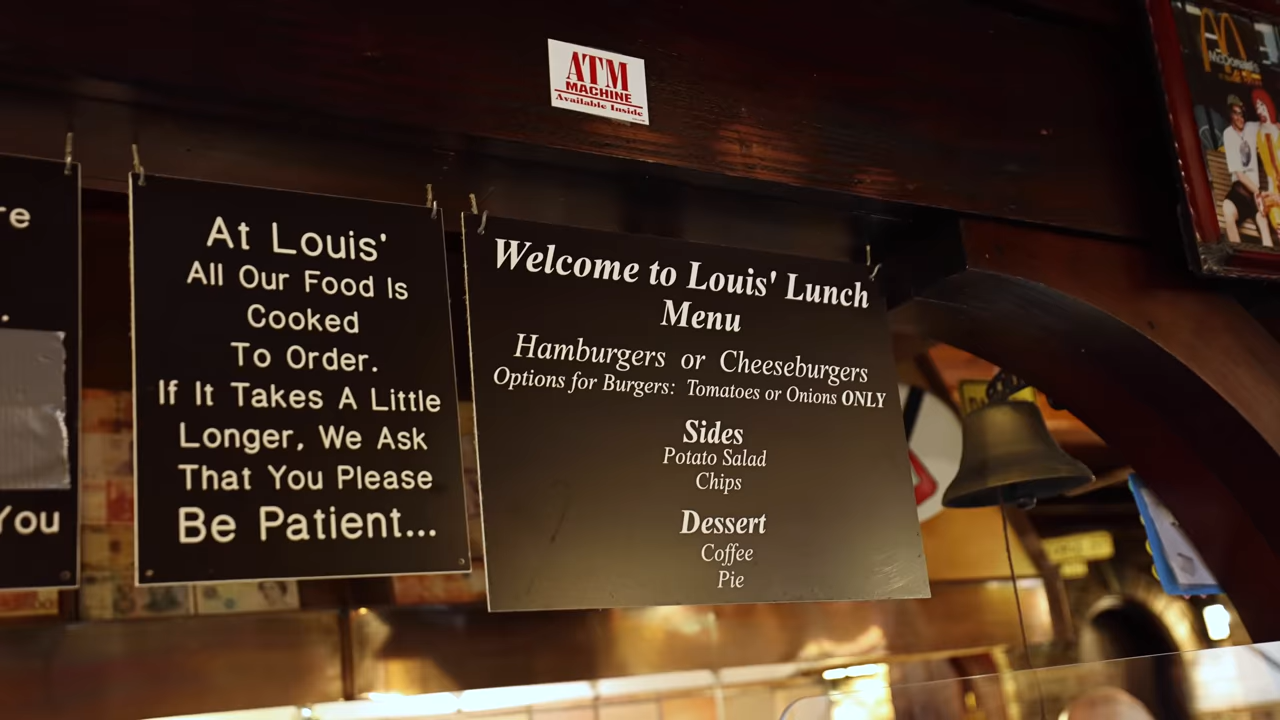 ATM
MACHINE
Available Inside
McDonald's
re
.
You
At Louis'
All Our Food Is
Cooked
To Order.
If It Takes A Little
Longer, We Ask
That You Please
Be Patient...
Welcome to Louis' Lunch
Menu
Hamburgers or Cheeseburgers
Options for Burgers: Tomatoes or Onions ONLY
Sides
Potato Salad
Chips
Dessert
Coffee
Pie